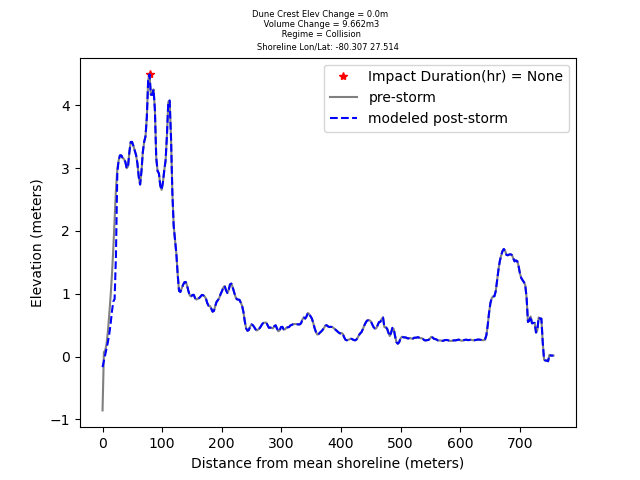 Dune Crest Elev Change = 0.0m
Volume Change = 9.662m3
Regime = Collision
Shoreline Lon/Lat: -80.307 27.514
Impact Duration(hr) = None
pre-storm
modeled post-storm
Elevation (meters)
4
3
2
1
0
−1
0 100 200 300 400 500 600 700
Distance from mean shoreline (meters)